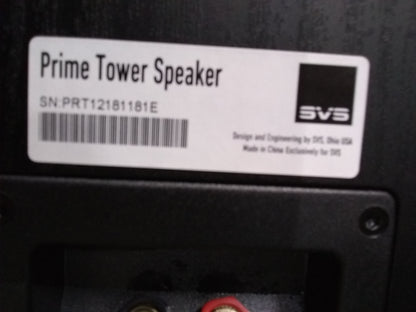 Prime Tower Speaker
SN:PRT12181181E
SVS
Design and Engineering by SVS, Ohio USA
Made in China Exclusively for SVS